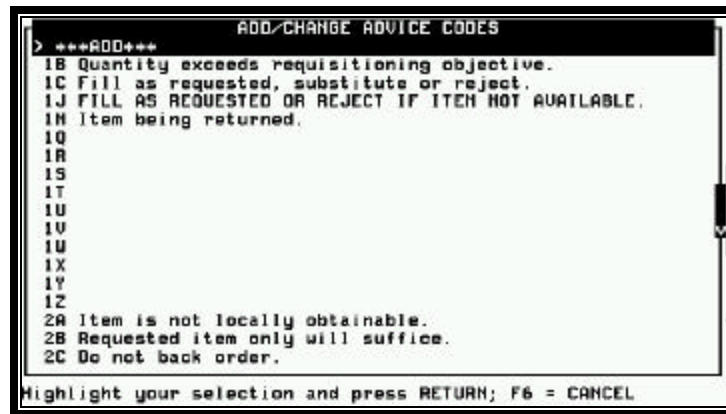 ADD/CHANGE ADVICE CODES
> +++ADD+++
1B Quantity exceeds requisitioning objective.
1C Fill as requested, substitute or reject.
1J FILL AS REQUESTED OR REJECT IF ITEM NOT AVAILABLE.
1N Item being returned.
1Q
1R
1S
1T
1U
1V
1W
1X
1Y
1Z
2A Item is not locally obtainable.
2B Requested item only will suffice.
2C Do not back order.
Highlight your selection and press RETURN; F6 = CANCEL